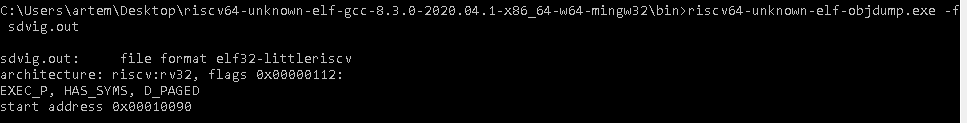 C:\Users\artem\Desktop\riscv64-unknown-elf-gcc-8.3.0-2020.04.1-x86_64-w64-mingw32\bin>riscv64-unknown-elf-objdump.exe -f
 sdvig.out
sdvig.out:     file format elf32-littleriscv
architecture: riscv:rv32, flags 0x00000112:
EXEC_P, HAS_SYMS, D_PAGED
start address 0x00010090